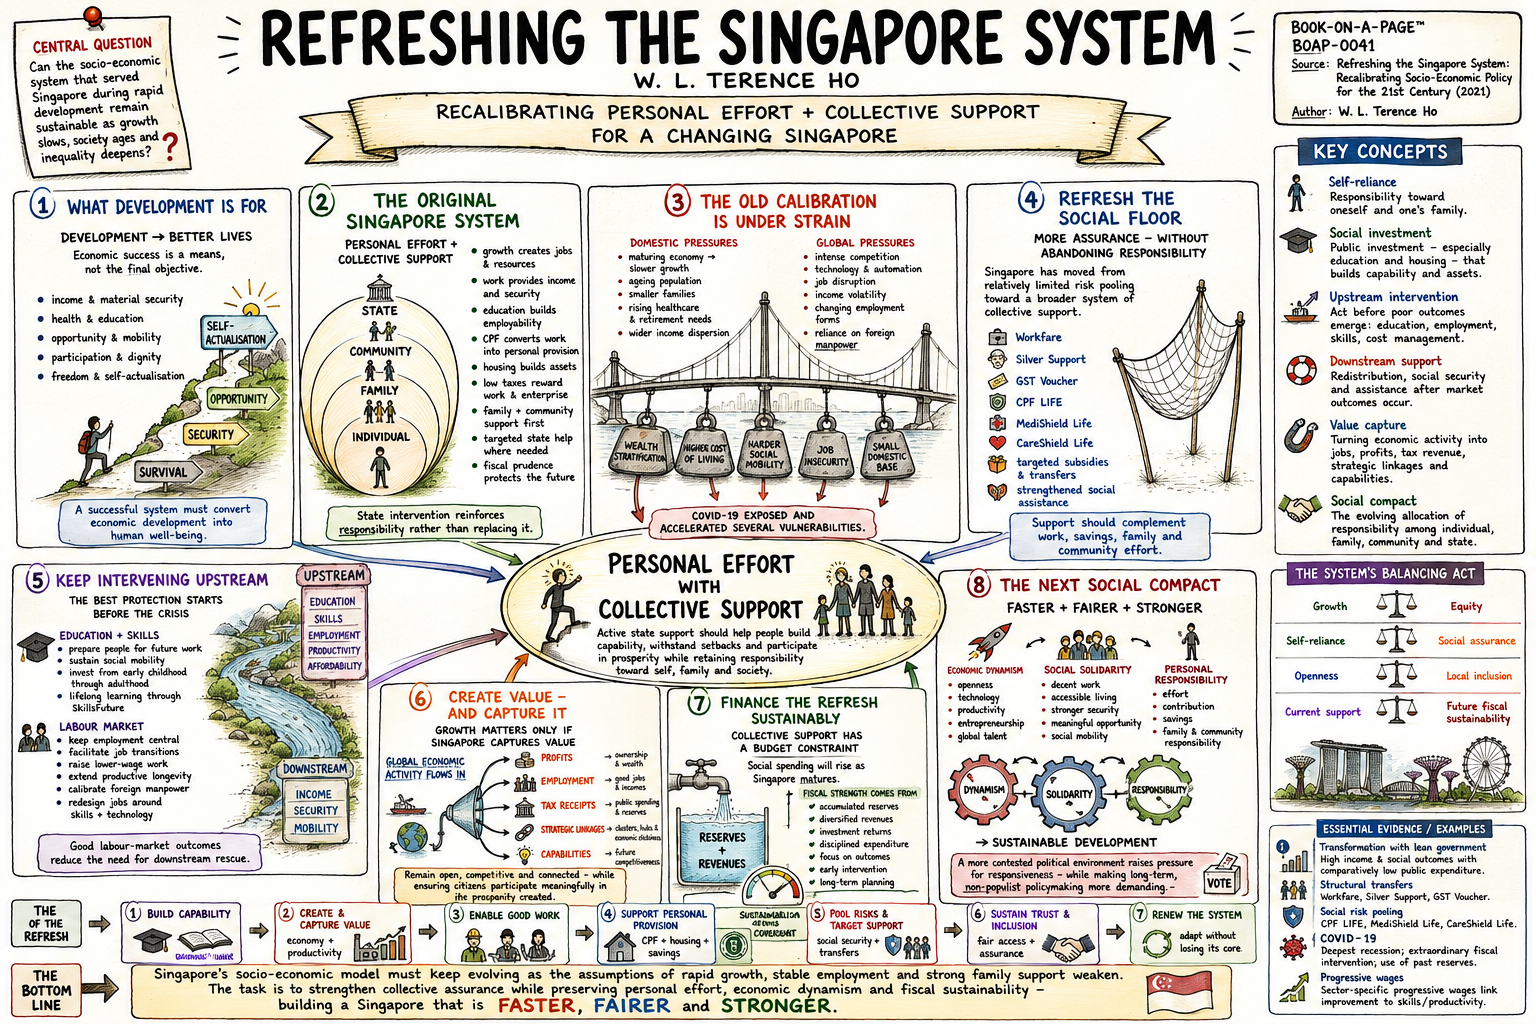 REFRESHING THE SINGAPORE SYSTEM
W. L. TERENCE HO
RECALIBRATING PERSONAL EFFORT + COLLECTIVE SUPPORT
FOR A CHANGING SINGAPORE
CENTRAL QUESTION
Can the socio-economic
system that served
Singapore during rapid
development remain
sustainable as growth
slows, society ages and
inequality deepens?
?
BOOK-ON-A-PAGE™
BOAP-0041
Source: Refreshing the Singapore System:
Recalibrating Socio-Economic Policy
for the 21st Century (2021)
Author: W. L. Terence Ho
1 WHAT DEVELOPMENT IS FOR
DEVELOPMENT → BETTER LIVES
Economic success is a means,
not the final objective.
• income & material security
• health & education
• opportunity & mobility
• participation & dignity
• freedom & self-actualisation
SELF-
ACTUALISATION
OPPORTUNITY
SECURITY
SURVIVAL
A successful system must convert
economic development into
human well-being.
2 THE ORIGINAL
SINGAPORE SYSTEM
PERSONAL EFFORT +
COLLECTIVE SUPPORT
STATE
COMMUNITY
FAMILY
INDIVIDUAL
• growth creates jobs
& resources
• work provides income
and security
• education builds
employability
• CPF converts work
into personal provision
• housing builds assets
• low taxes reward
work & enterprise
• family + community
support first
• targeted state help
where needed
• fiscal prudence
protects the future
State intervention reinforces
responsibility rather than replacing it.
3 THE OLD CALIBRATION
IS UNDER STRAIN
DOMESTIC PRESSURES
• maturing economy →
slower growth
• ageing population
• smaller families
• rising healthcare
& retirement needs
• wider income dispersion
GLOBAL PRESSURES
• intense competition
• technology & automation
• job disruption
• income volatility
• changing employment
forms
• reliance on foreign
manpower
WEALTH
STRATIFICATION
HIGHER COST
OF LIVING
HARDER
SOCIAL
MOBILITY
JOB
INSECURITY
SMALL
DOMESTIC
BASE
COVID-19 EXPOSED AND
ACCELERATED SEVERAL VULNERABILITIES.
4 REFRESH THE
SOCIAL FLOOR
MORE ASSURANCE – WITHOUT
ABANDONING RESPONSIBILITY
Singapore has moved from
relatively limited risk pooling
toward a broader system of
collective support.
Workfare
Silver Support
GST Voucher
CPF LIFE
MediShield Life
CareShield Life
targeted subsidies
& transfers
strengthened social
assistance
Support should complement
work, savings, family and
community effort.
KEY CONCEPTS
Self-reliance
Responsibility toward
oneself and one's family.
Social investment
Public investment – especially
education and housing – that
builds capability and assets.
Upstream intervention
Act before poor outcomes
emerge: education, employment,
skills, cost management.
Downstream support
Redistribution, social security
and assistance after market
outcomes occur.
Value capture
Turning economic activity into
jobs, profits, tax revenue,
strategic linkages and
capabilities.
Social compact
The evolving allocation of
responsibility among individual,
family, community and state.
PERSONAL EFFORT
WITH
COLLECTIVE SUPPORT
Active state support should help people build
capability, withstand setbacks and participate
in prosperity while retaining responsibility
toward self, family and society.
5 KEEP INTERVENING UPSTREAM
THE BEST PROTECTION STARTS
BEFORE THE CRISIS
EDUCATION + SKILLS
• prepare people for future work
• sustain social mobility
• invest from early childhood
through adulthood
• lifelong learning through
SkillsFuture
LABOUR MARKET
• keep employment central
• facilitate job transitions
• raise lower-wage work
• extend productive longevity
• calibrate foreign manpower
• redesign jobs around
skills + technology
UPSTREAM
EDUCATION
SKILLS
EMPLOYMENT
PRODUCTIVITY
AFFORDABILITY
DOWNSTREAM
INCOME
SECURITY
MOBILITY
Good labour-market outcomes
reduce the need for downstream rescue.
6 CREATE VALUE –
AND CAPTURE IT
GROWTH MATTERS ONLY IF
SINGAPORE CAPTURES VALUE
GLOBAL ECONOMIC
ACTIVITY FLOWS IN
PROFITS → ownership
& wealth
EMPLOYMENT → good jobs
& incomes
TAX RECEIPTS → public spending
& reserves
STRATEGIC LINKAGES → clusters, hubs &
CAPABILITIES → future
competitiveness
Remain open, competitive and connected – while
ensuring citizens participate meaningfully in
the prosperity created.
7 FINANCE THE REFRESH
SUSTAINABLY
COLLECTIVE SUPPORT HAS
A BUDGET CONSTRAINT
Social spending will rise as
Singapore matures.
RESERVES
+
REVENUES
FISCAL STRENGTH COMES FROM
✔ accumulated reserves
✔ diversified revenues
✔ investment returns
✔ disciplined expenditure
✔ focus on outcomes
✔ early intervention
✔ long-term planning
8 THE NEXT SOCIAL COMPACT
FASTER + FAIRER + STRONGER
ECONOMIC DYNAMISM
• openness
• technology
• productivity
• entrepreneurship
• global talent
SOCIAL SOLIDARITY
• decent work
• accessible living
• stronger security
• meaningful opportunity
• social mobility
PERSONAL
RESPONSIBILITY
• effort
• contribution
• savings
• family & community
responsibility
DYNAMISM
SOLIDARITY
RESPONSIBILITY
→ SUSTAINABLE DEVELOPMENT
A more contested political environment raises pressure
for responsiveness – while making long-term,
non-populist policymaking more demanding. –
VOTE
THE SYSTEM'S BALANCING ACT
Growth Equity
Self-reliance Social assurance
Openness Local inclusion
Current support Future fiscal
sustainability
ESSENTIAL EVIDENCE / EXAMPLES
Transformation with lean government
High income & social outcomes with
comparatively low public expenditure.
Structural transfers
Workfare, Silver Support, GST Voucher.
Social risk pooling
CPF LIFE, MediShield Life, CareShield Life.
COVID-19
Deepest recession; extraordinary fiscal
intervention; use of past reserves.
Progressive wages
Sector-specific progressive wages link
improvement to skills/productivity.
THE
OF THE
REFRESH
1 BUILD CAPABILITY
2 CREATE &
CAPTURE VALUE
economy +
productivity
3 ENABLE GOOD WORK
4 SUPPORT PERSONAL
PROVISION
CPF + housing +
savings
5 POOL RISKS &
TARGET SUPPORT
social security +
transfers
6 SUSTAIN TRUST &
INCLUSION
fair access +
assurance
7 RENEW THE SYSTEM
adapt without
losing its core.
THE
BOTTOM
LINE
Singapore's socio-economic model must keep evolving as the assumptions of rapid growth, stable employment and strong family support weaken.
The task is to strengthen collective assurance while preserving personal effort, economic dynamism and fiscal sustainability –
building a Singapore that is FASTER, FAIRER and STRONGER.